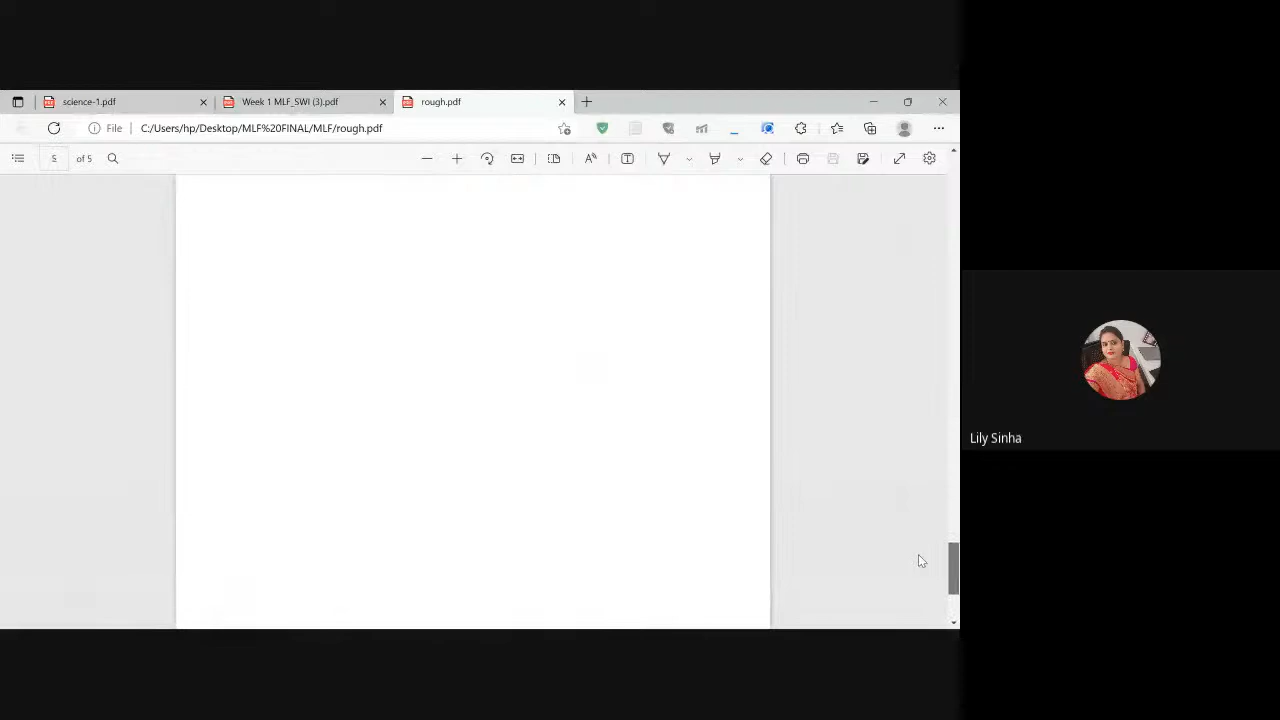 science-1.pdf
Week 1 MLF_SWI (3).pdf
rough.pdf
File
C:/Users/hp/Desktop/MLF%20FINAL/MLF/rough.pdf
5
of 5
Lily Sinha